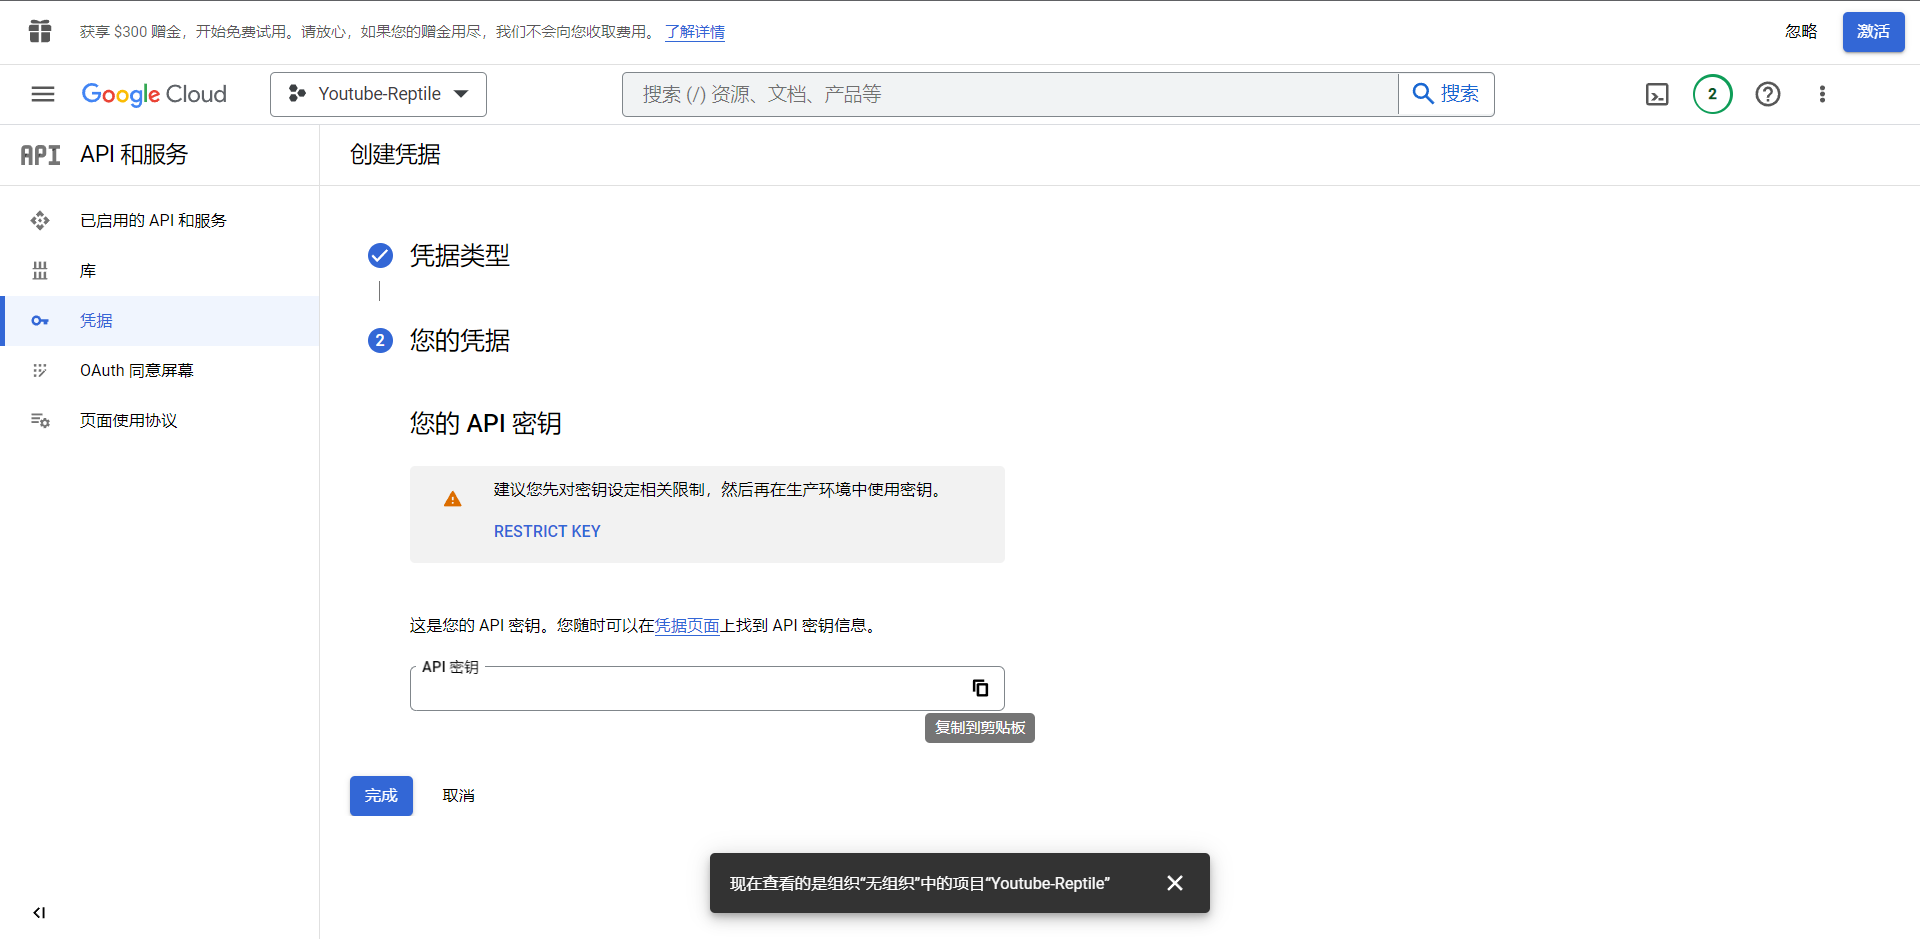 获享 $300 赠金，开始免费试用。请放心，如果您的赠金用尽，我们不会向您收取费用。 了解详情
忽略
激活
Google Cloud
Youtube-Reptile
搜索 (/) 资源、文档、产品等
搜索
2
API API 和服务
创建凭据
已启用的 API 和服务
库
凭据
OAuth 同意屏幕
页面使用协议
凭据类型
2 您的凭据
您的 API 密钥
建议您先对密钥设定相关限制，然后再在生产环境中使用密钥。
RESTRICT KEY
这是您的 API 密钥。您随时可以在凭据页面上找到 API 密钥信息。
API 密钥
复制到剪贴板
完成
取消
现在查看的是组织“无组织”中的项目“Youtube-Reptile”